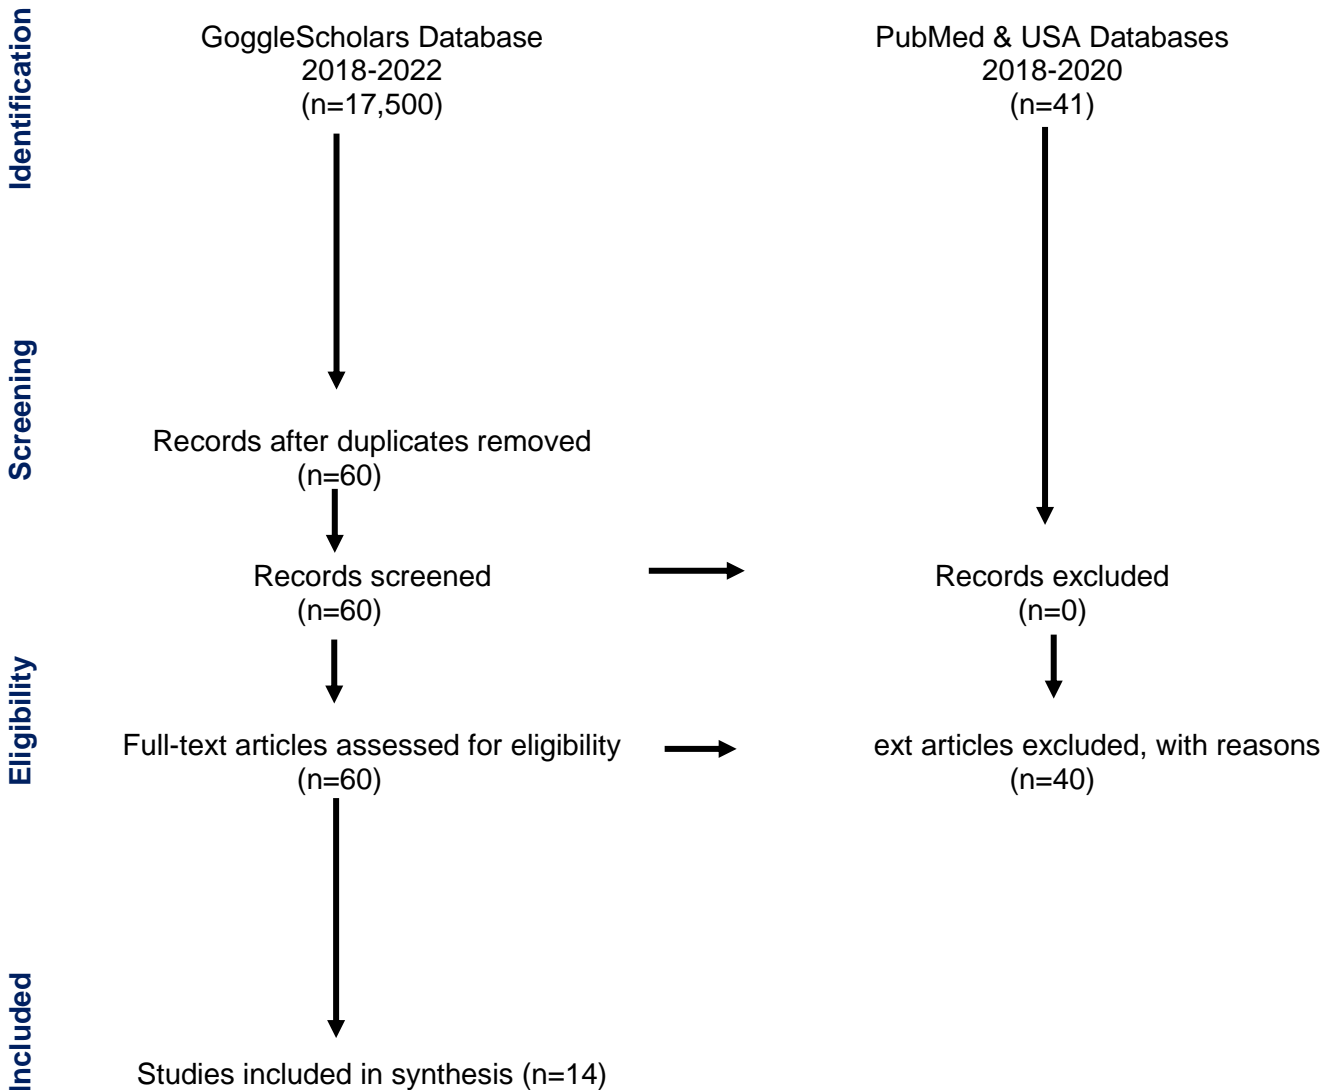 Identification
GoggleScholars Database
2018-2022
(n=17,500)
PubMed & USA Databases
2018-2020
(n=41)
Screening
Records after duplicates removed
(n=60)
Records screened
(n=60)
Records excluded
(n=0)
Eligibility
Full-text articles assessed for eligibility
(n=60)
ext articles excluded, with reasons
(n=40)
Included
Studies included in synthesis (n=14)